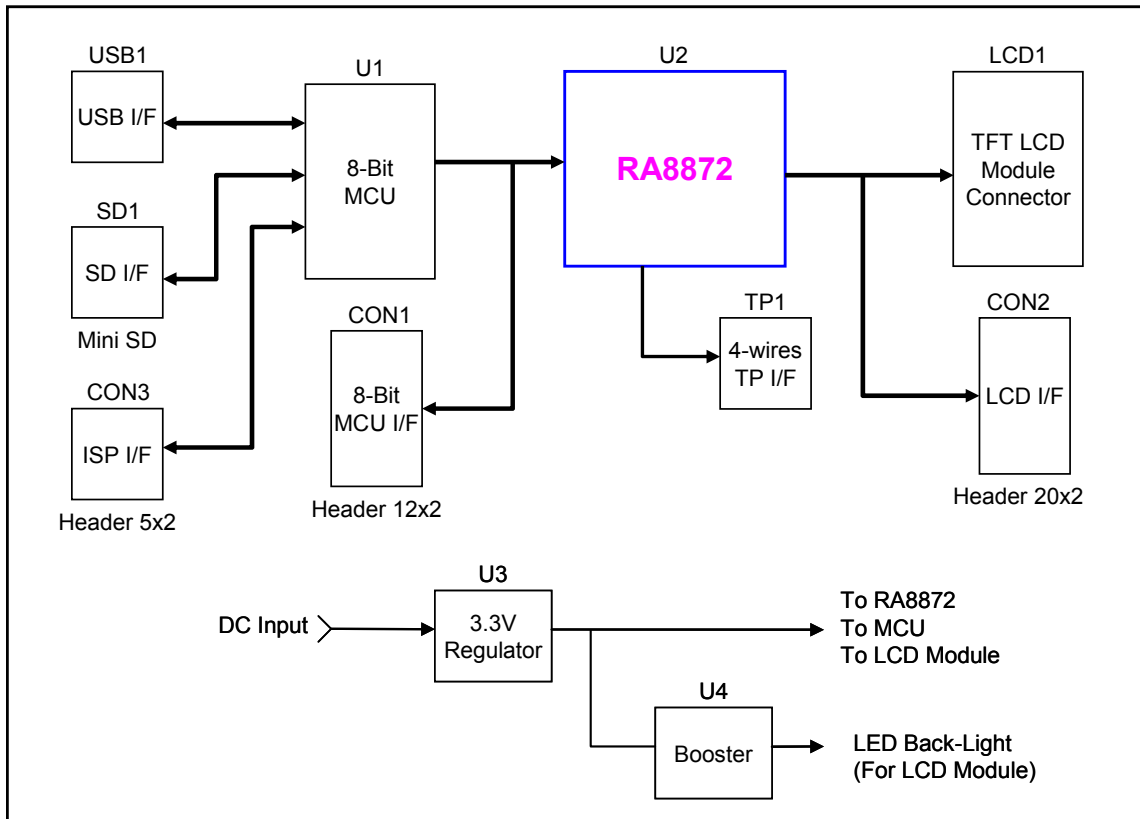 USB1
USB I/F
SD1
SD I/F
Mini SD
CON3
ISP I/F
Header 5x2
U1
8-Bit
MCU
CON1
8-Bit
MCU I/F
Header 12x2
U2
RA8872
TP1
4-wires
TP I/F
LCD1
TFT LCD
Module
Connector
CON2
LCD I/F
Header 20x2
DC Input
U3
3.3V
Regulator
To RA8872
To MCU
To LCD Module
U4
Booster
LED Back-Light
(For LCD Module)